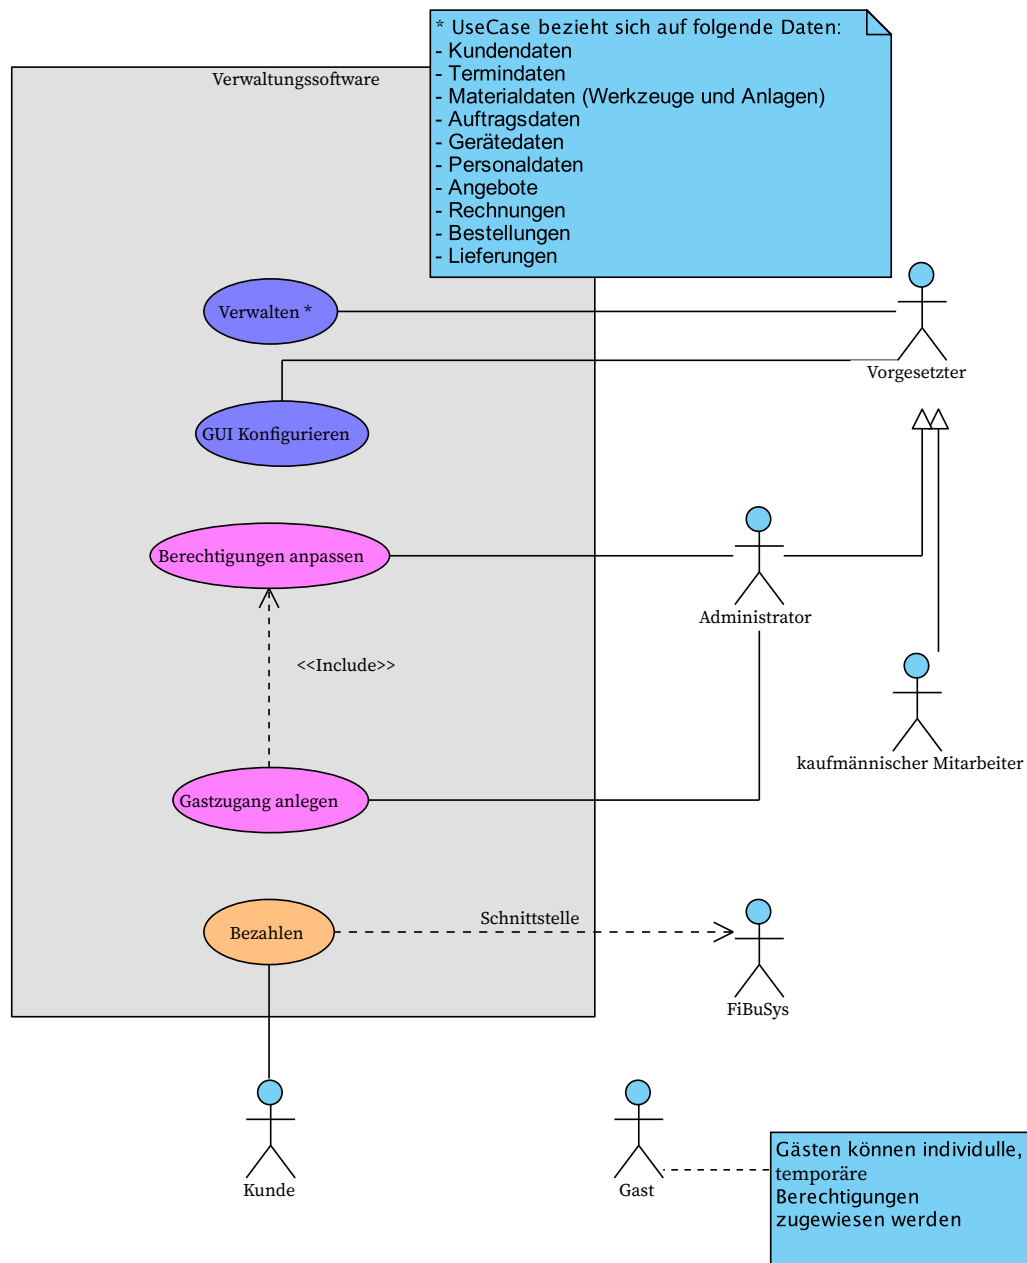 * UseCase bezieht sich auf folgende Daten:
- Kundendaten
- Termindaten
- Materialdaten (Werkzeuge und Anlagen)
- Auftragsdaten
- Gerätedaten
- Personaldaten
- Angebote
- Rechnungen
- Bestellungen
- Lieferungen
Verwaltungssoftware
Verwalten *
Vorgesetzter
GUI Konfigurieren
Berechtigungen anpassen
Administrator
<<Include>>
kaufmännischer Mitarbeiter
Gastzugang anlegen
Schnittstelle
Bezahlen
FiBuSys
Kunde
Gast
Gästen können individulle,
temporäre
Berechtigungen
zugewiesen werden